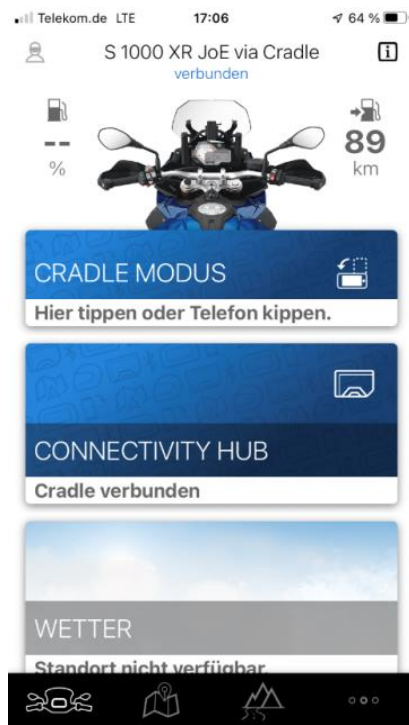 Telekom.de LTE 17:06 64 %
S 1000 XR JoE via Cradle
verbunden
-- 89
% km
CRADLE MODUS
Hier tippen oder Telefon kippen.
CONNECTIVITY HUB
Cradle verbunden
WETTER
Standort nicht verfügbar.